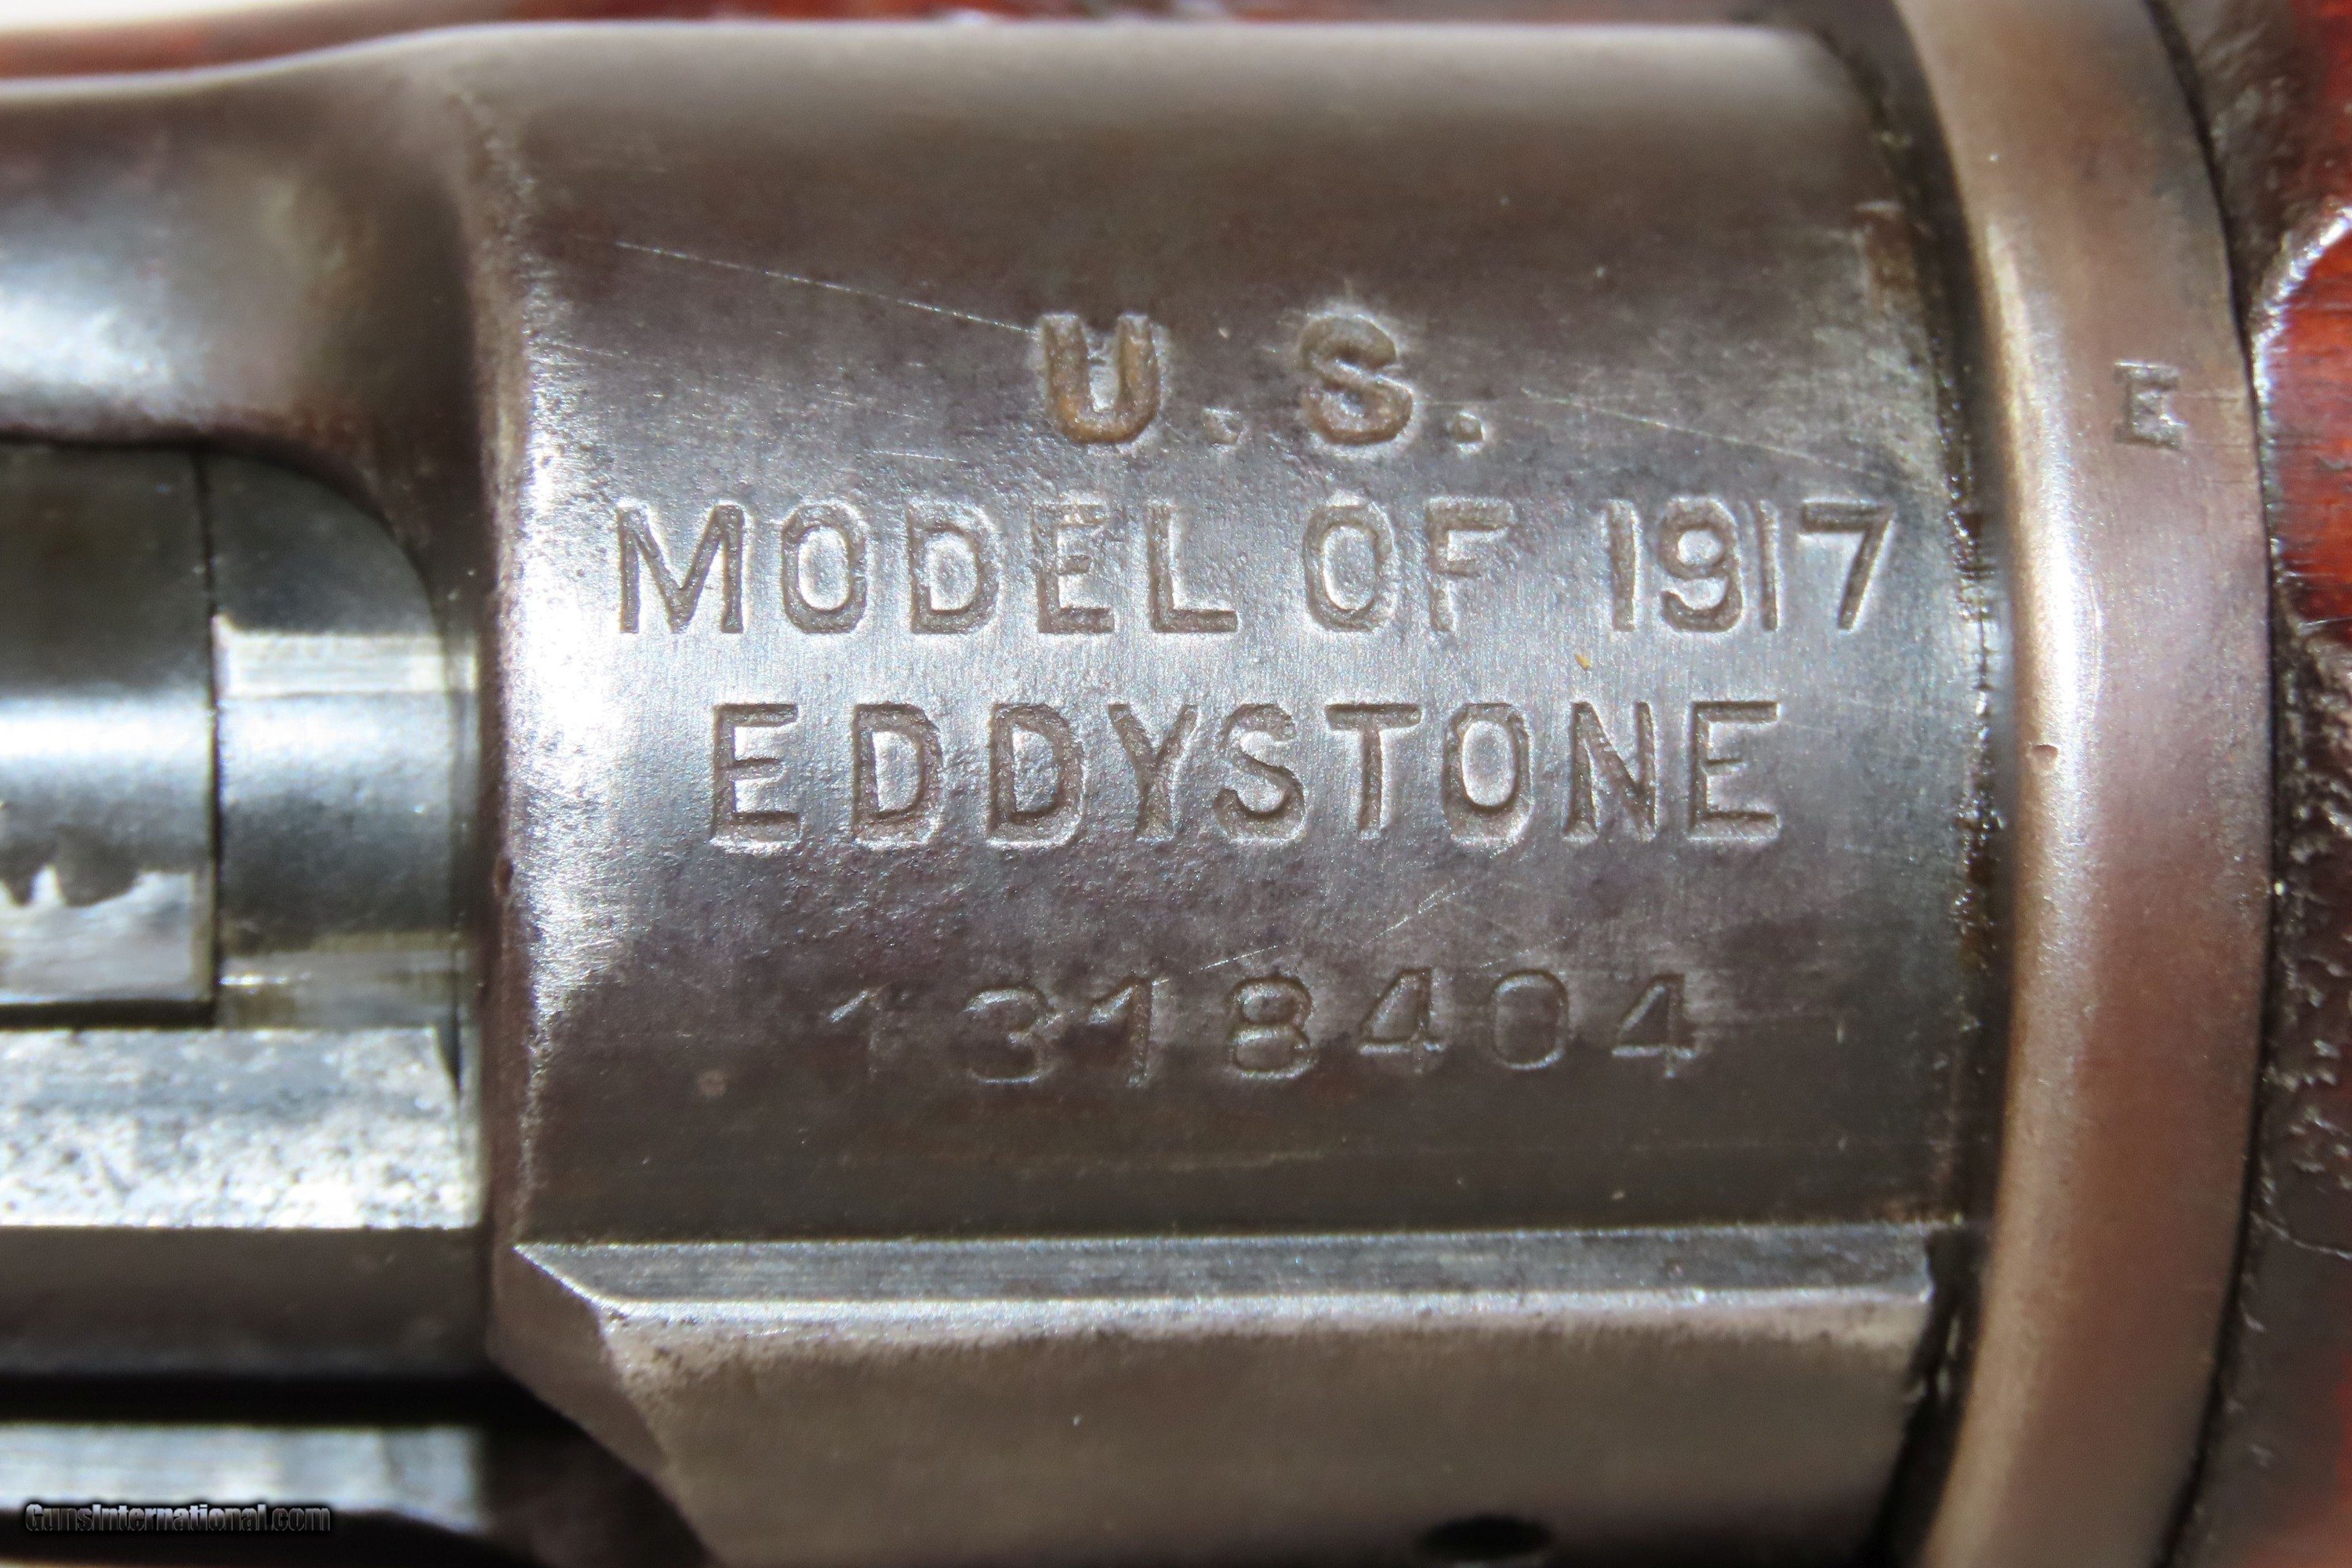 U.S.
MODEL OF 1917
EDDYSTONE
1318404
E
GunsInternational.com